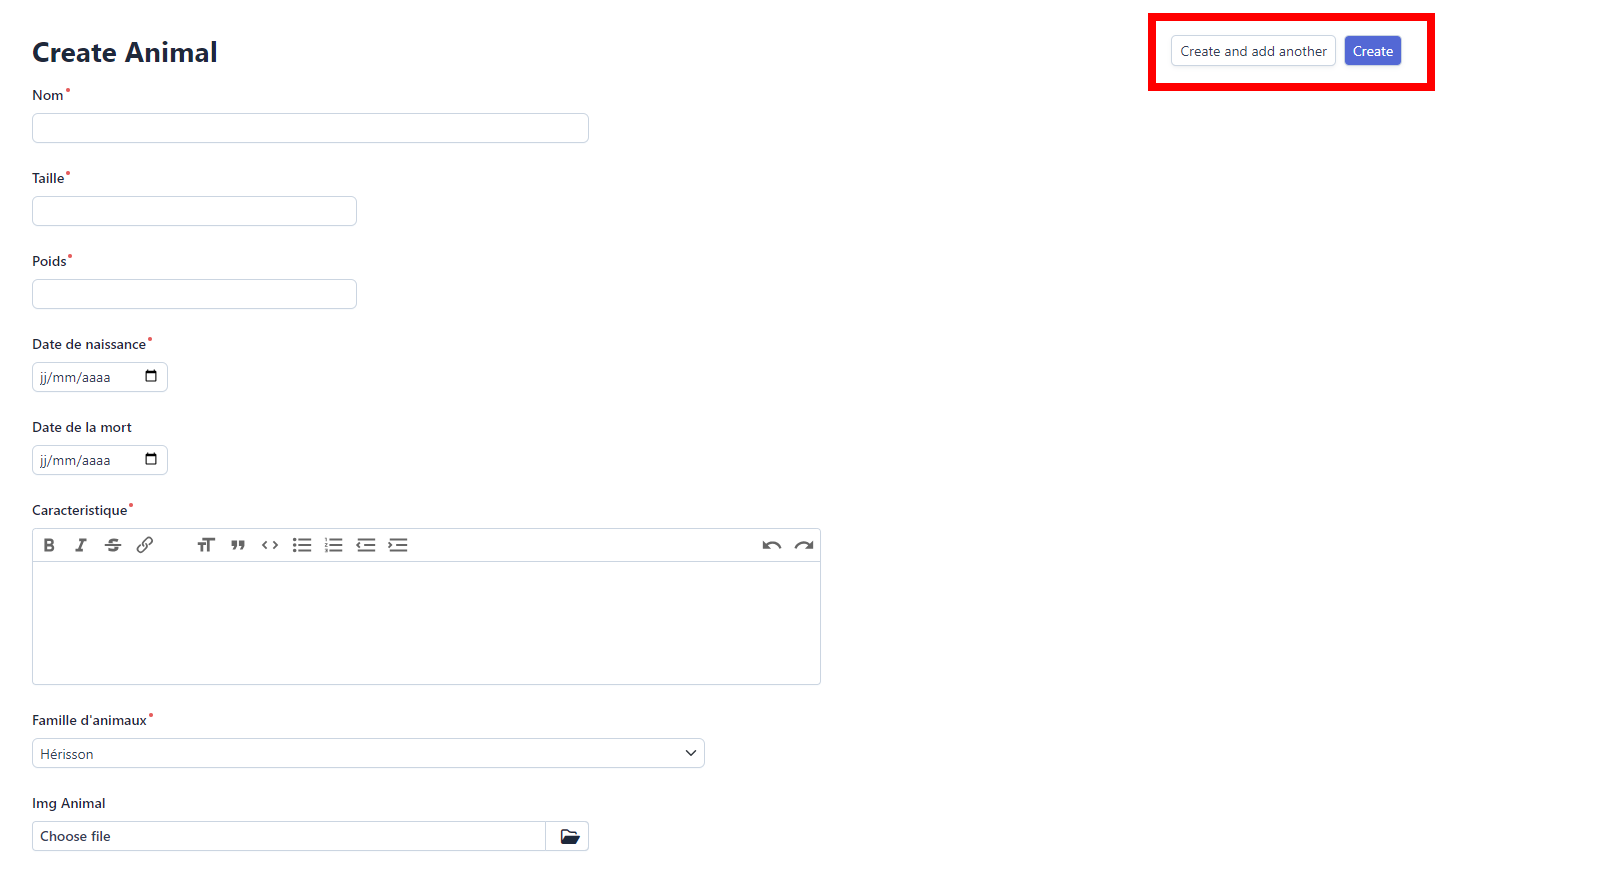 Create Animal
Create and add another
Create
Nom
Taille
Poids
Date de naissance
jj/mm/aaaa
Date de la mort
jj/mm/aaaa
Caracteristique
Famille d'animaux
Hérisson
Img Animal
Choose file